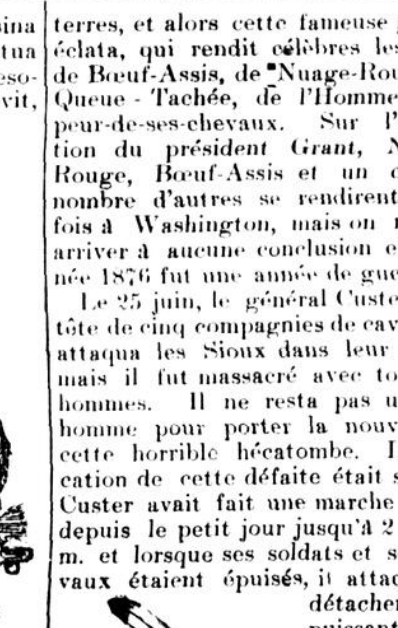 sina
tua
eso-
vit,
terres, et alors cette fameuse
éclata, qui rendit célèbres les
de Bœuf-Assis, de Nuage-Rou
Queue - Tachée, de l'Homme
peur-de-ses-chevaux. Sur l'
tion du président Grant, N
Rouge, Bœuf-Assis et un c
nombre d'autres se rendirent
fois à Washington, mais on
arriver à aucune conclusion e
née 1876 fut une année de gue
Le 25 juin, le général Custe
tête de cinq compagnies de cav
attaqua les Sioux dans leur
mais il fut massacré avec to
hommes. Il ne resta pas u
homme pour porter la nouv
cette horrible hécatombe.
cation de cette défaite était s
Custer avait fait une marche
depuis le petit jour jusqu'à 2
m. et lorsque ses soldats et s
vaux étaient épuisés, il attac
détacher
puissant